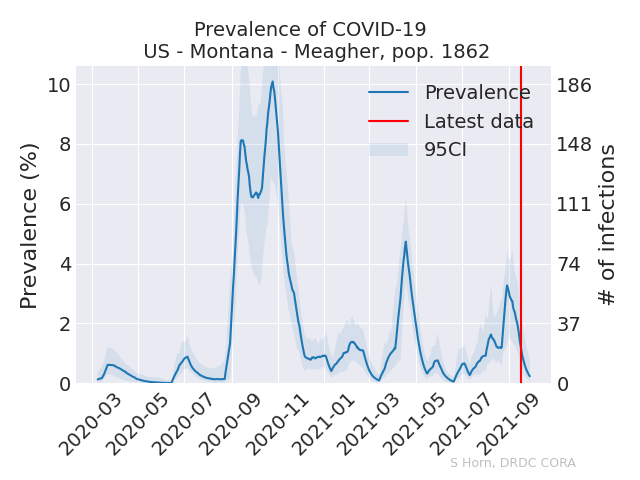 Prevalence of COVID-19
US - Montana - Meagher, pop. 1862
Prevalence (%)
10
8
6
4
2
0
Prevalence
Latest data
95CI
186
148
111
74
37
0
# of infections
2020-03
2020-05
2020-07
2020-09
2020-11
2021-01
2021-03
2021-05
2021-07
2021-09
S Horn, DRDC CORA